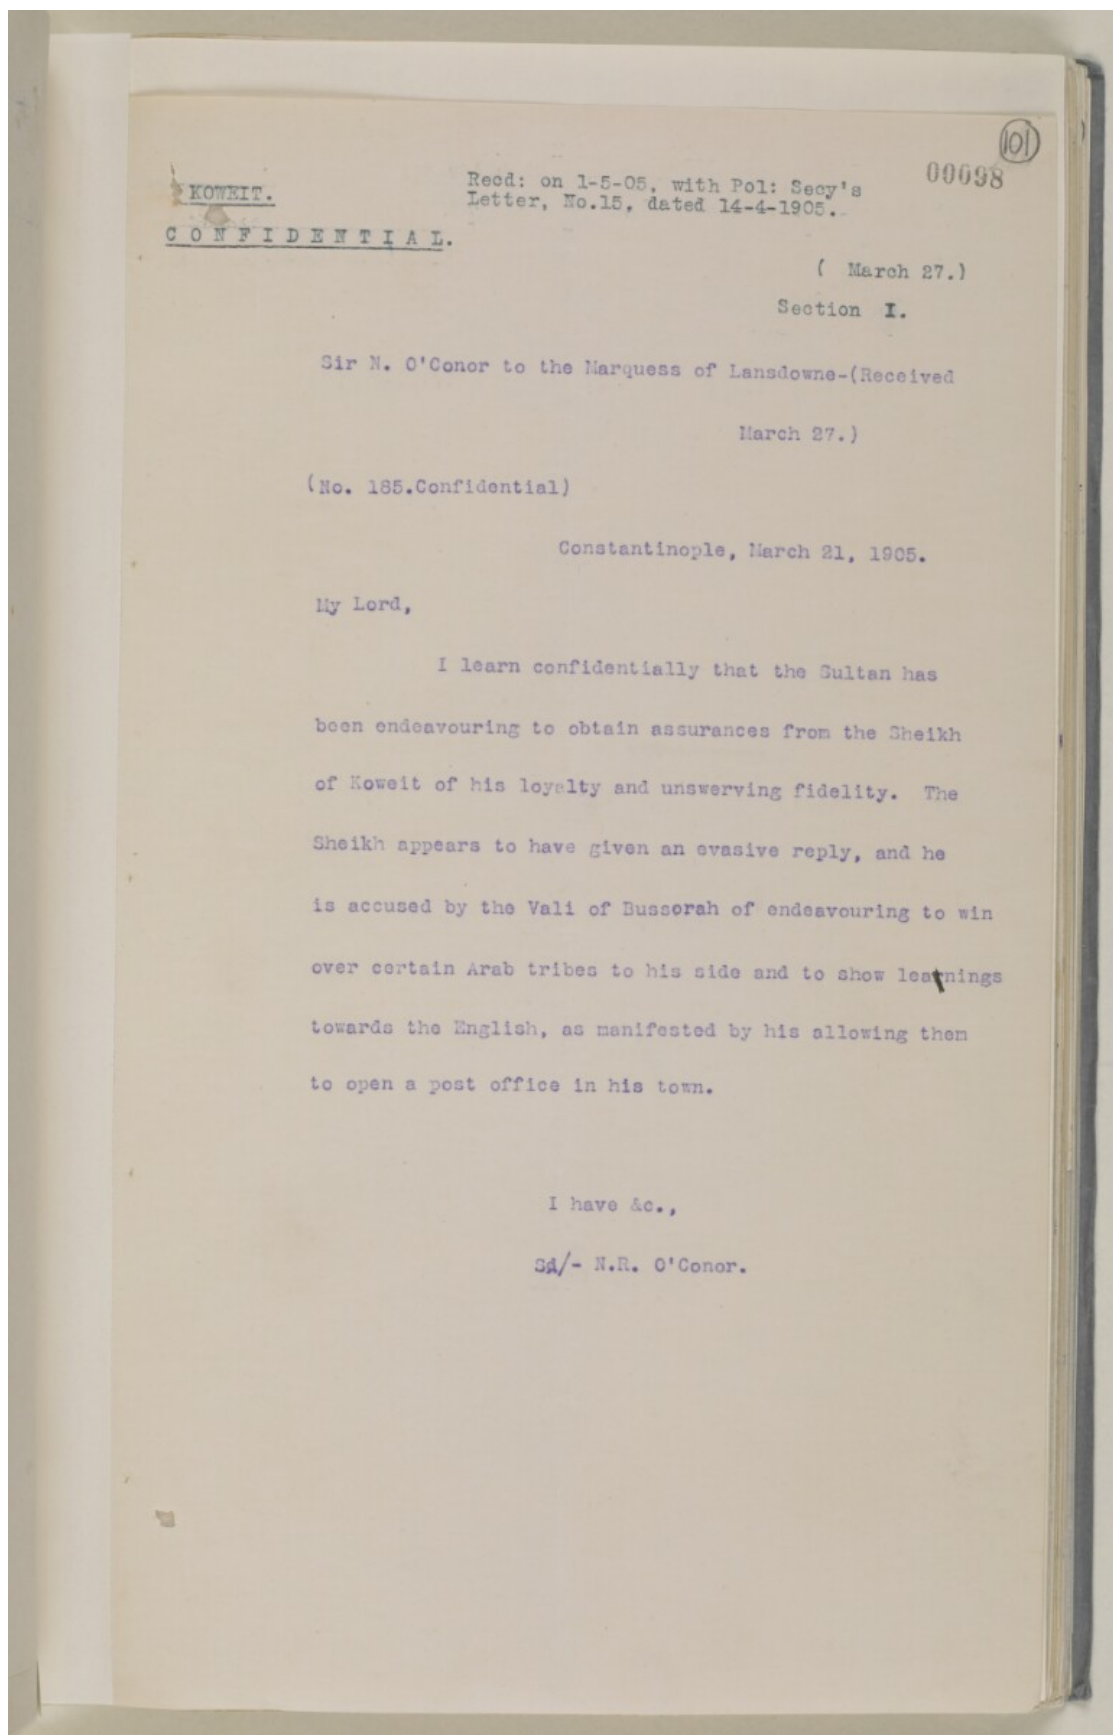 101
00098
KOWEIT.
Recd: on 1-5-05, with Pol: Secy's
Letter, No.15, dated 14-4-1905.
CONFIDENTIAL.
( March 27.)
Section I.
Sir N. O'Conor to the Marquess of Lansdowne-(Received
March 27.)
(No. 185.Confidential)
Constantinople, March 21, 1905.
My Lord,
I learn confidentially that the Sultan has
been endeavouring to obtain assurances from the Sheikh
of Koweit of his loyalty and unswerving fidelity. The
Sheikh appears to have given an evasive reply, and he
is accused by the Vali of Bussorah of endeavouring to win
over certain Arab tribes to his side and to show leanings
towards the English, as manifested by his allowing them
to open a post office in his town.
I have &c.,
Sd/- N.R. O'Conor.